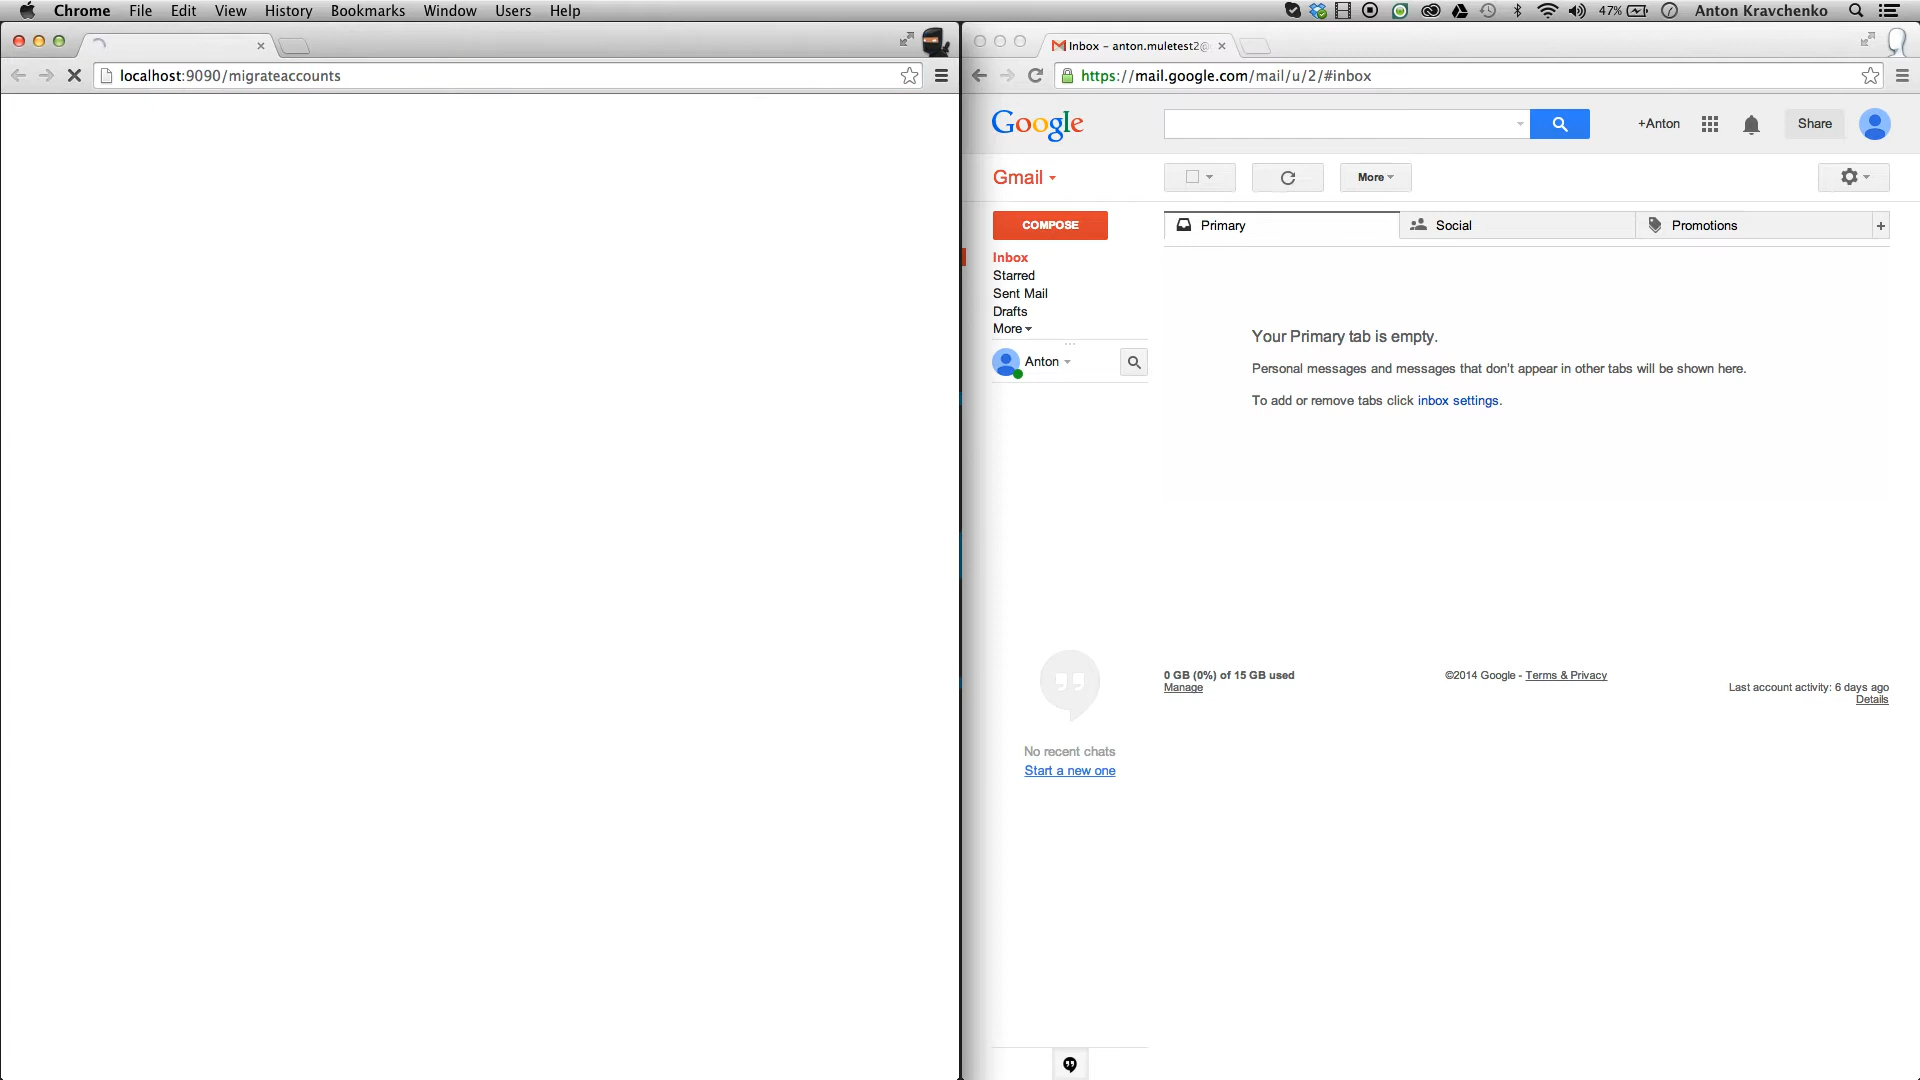 Chrome File Edit View History Bookmarks Window Users Help
47%
Anton Kravchenko
localhost:9090/migrateaccounts
Inbox - anton.muletest2@
https://mail.google.com/mail/u/2/#inbox
Google
+Anton
Share
Gmail
More
COMPOSE
Primary
Social
Promotions
+
Inbox
Starred
Sent Mail
Drafts
More
Anton
Your Primary tab is empty.
Personal messages and messages that don't appear in other tabs will be shown here.
To add or remove tabs click inbox settings.
0 GB (0%) of 15 GB used
Manage
©2014 Google - Terms & Privacy
Last account activity: 6 days ago
Details
No recent chats
Start a new one